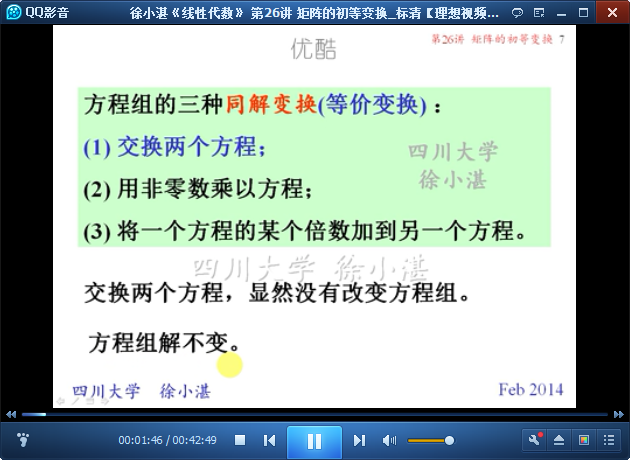 QQ影音
徐小湛《线性代数》 第26讲 矩阵的初等变换_标清【理想视频...
优酷
第26讲 矩阵的初等变换 7
方程组的三种同解变换(等价变换)：
(1) 交换两个方程；
(2) 用非零数乘以方程；
(3) 将一个方程的某个倍数加到另一个方程。
四川大学
徐小湛
四川大学 徐小湛
交换两个方程，显然没有改变方程组。
方程组解不变。
四川大学 徐小湛
Feb 2014
00:01:46 / 00:42:49